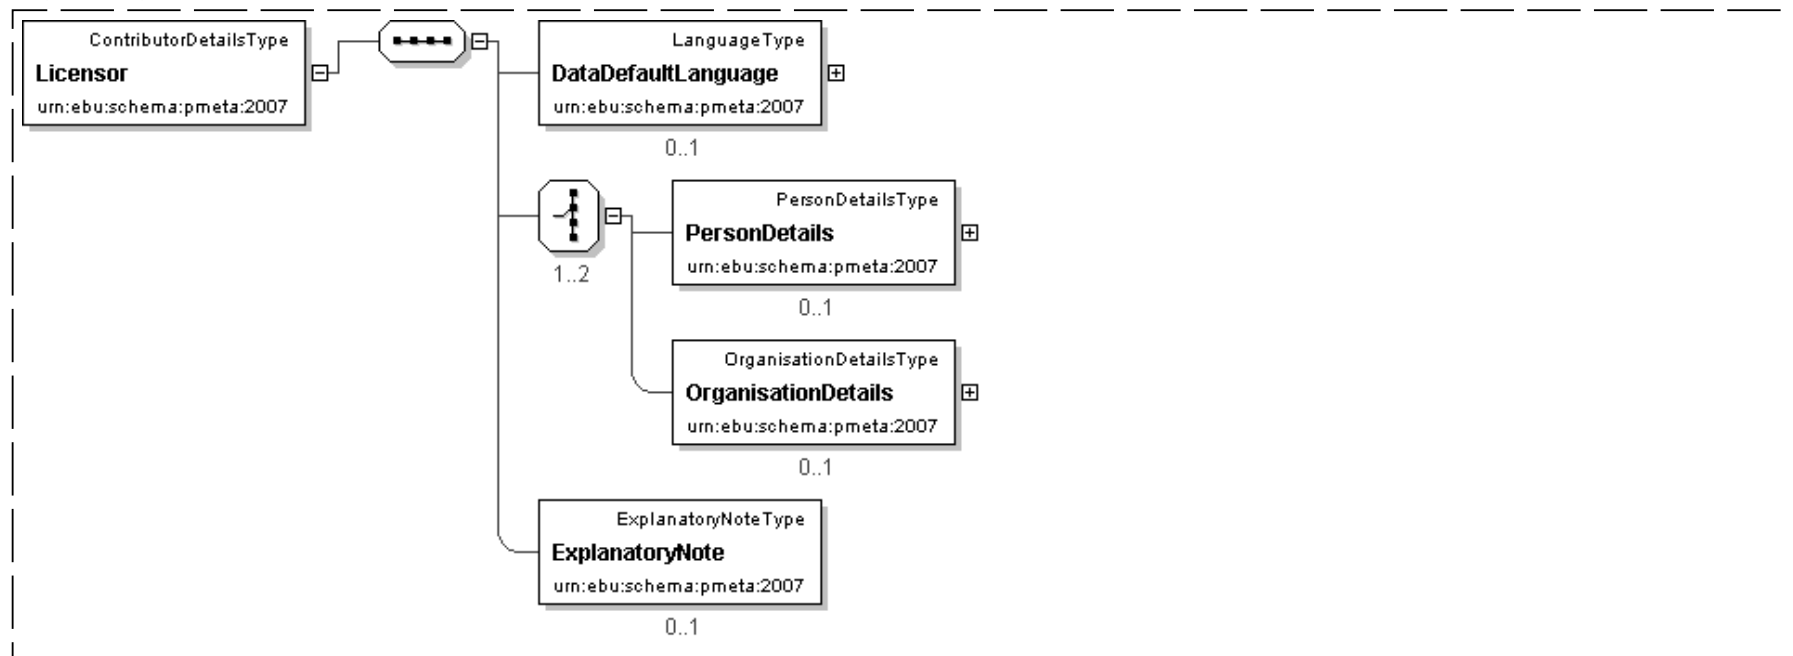 ContributorDetailsType
Licensor
urn:ebu:schema:pmeta:2007
LanguageType
DataDefaultLanguage
urn:ebu:schema:pmeta:2007
0..1
1..2
PersonDetailsType
PersonDetails
urn:ebu:schema:pmeta:2007
0..1
OrganisationDetailsType
OrganisationDetails
urn:ebu:schema:pmeta:2007
0..1
ExplanatoryNoteType
ExplanatoryNote
urn:ebu:schema:pmeta:2007
0..1